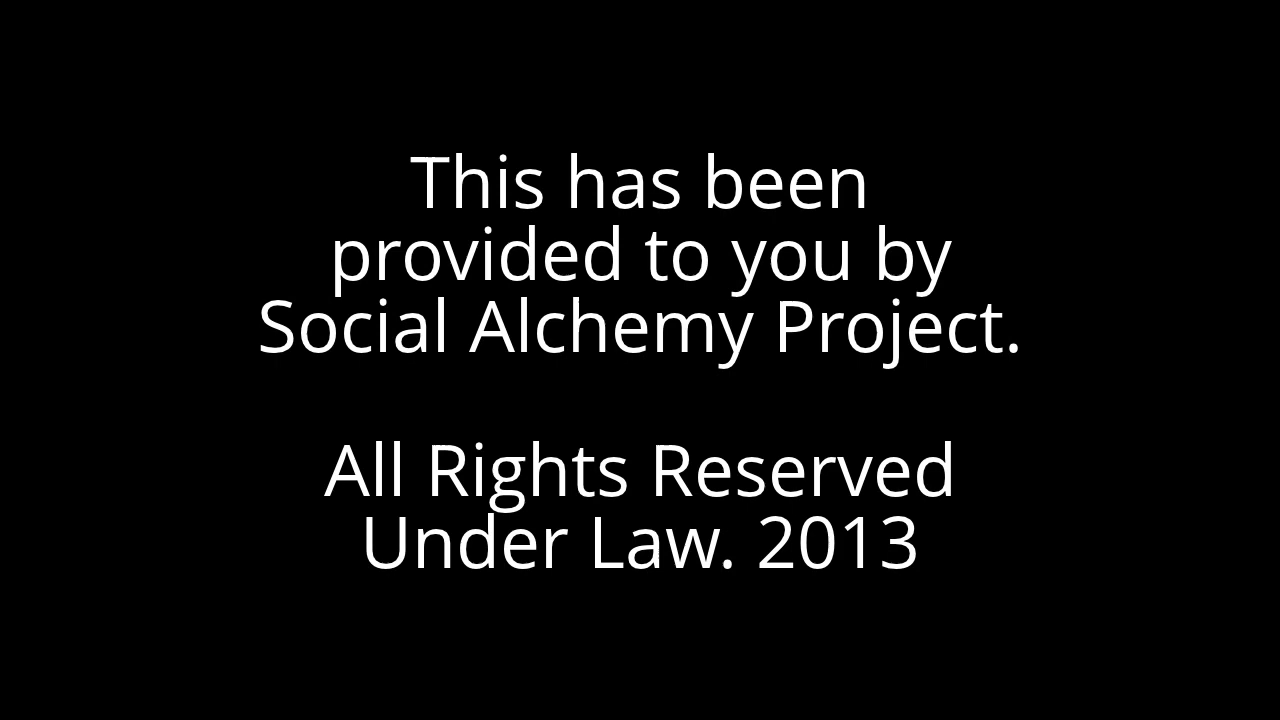 This has been
provided to you by
Social Alchemy Project.
All Rights Reserved
Under Law. 2013